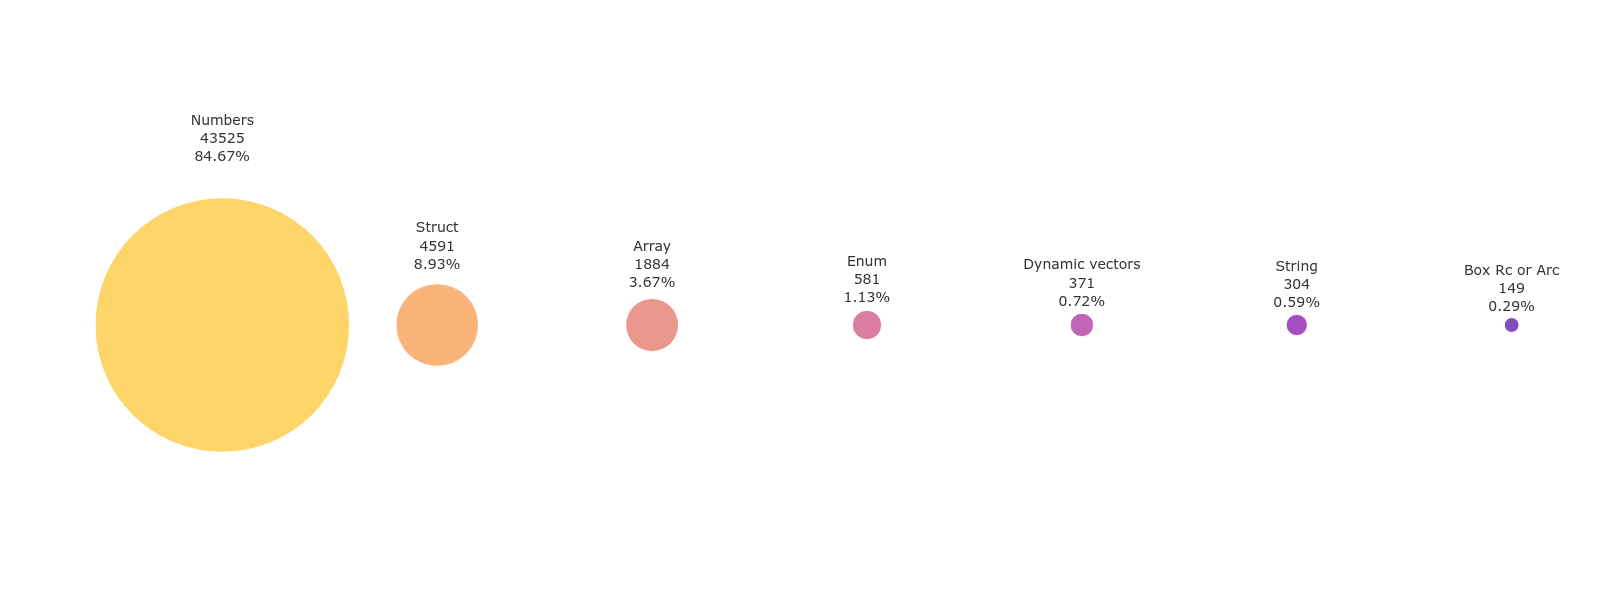 Numbers
43525
84.67%
Struct
4591
8.93%
Array
1884
3.67%
Enum
581
1.13%
Dynamic vectors
371
0.72%
String
304
0.59%
Box Rc or Arc
149
0.29%